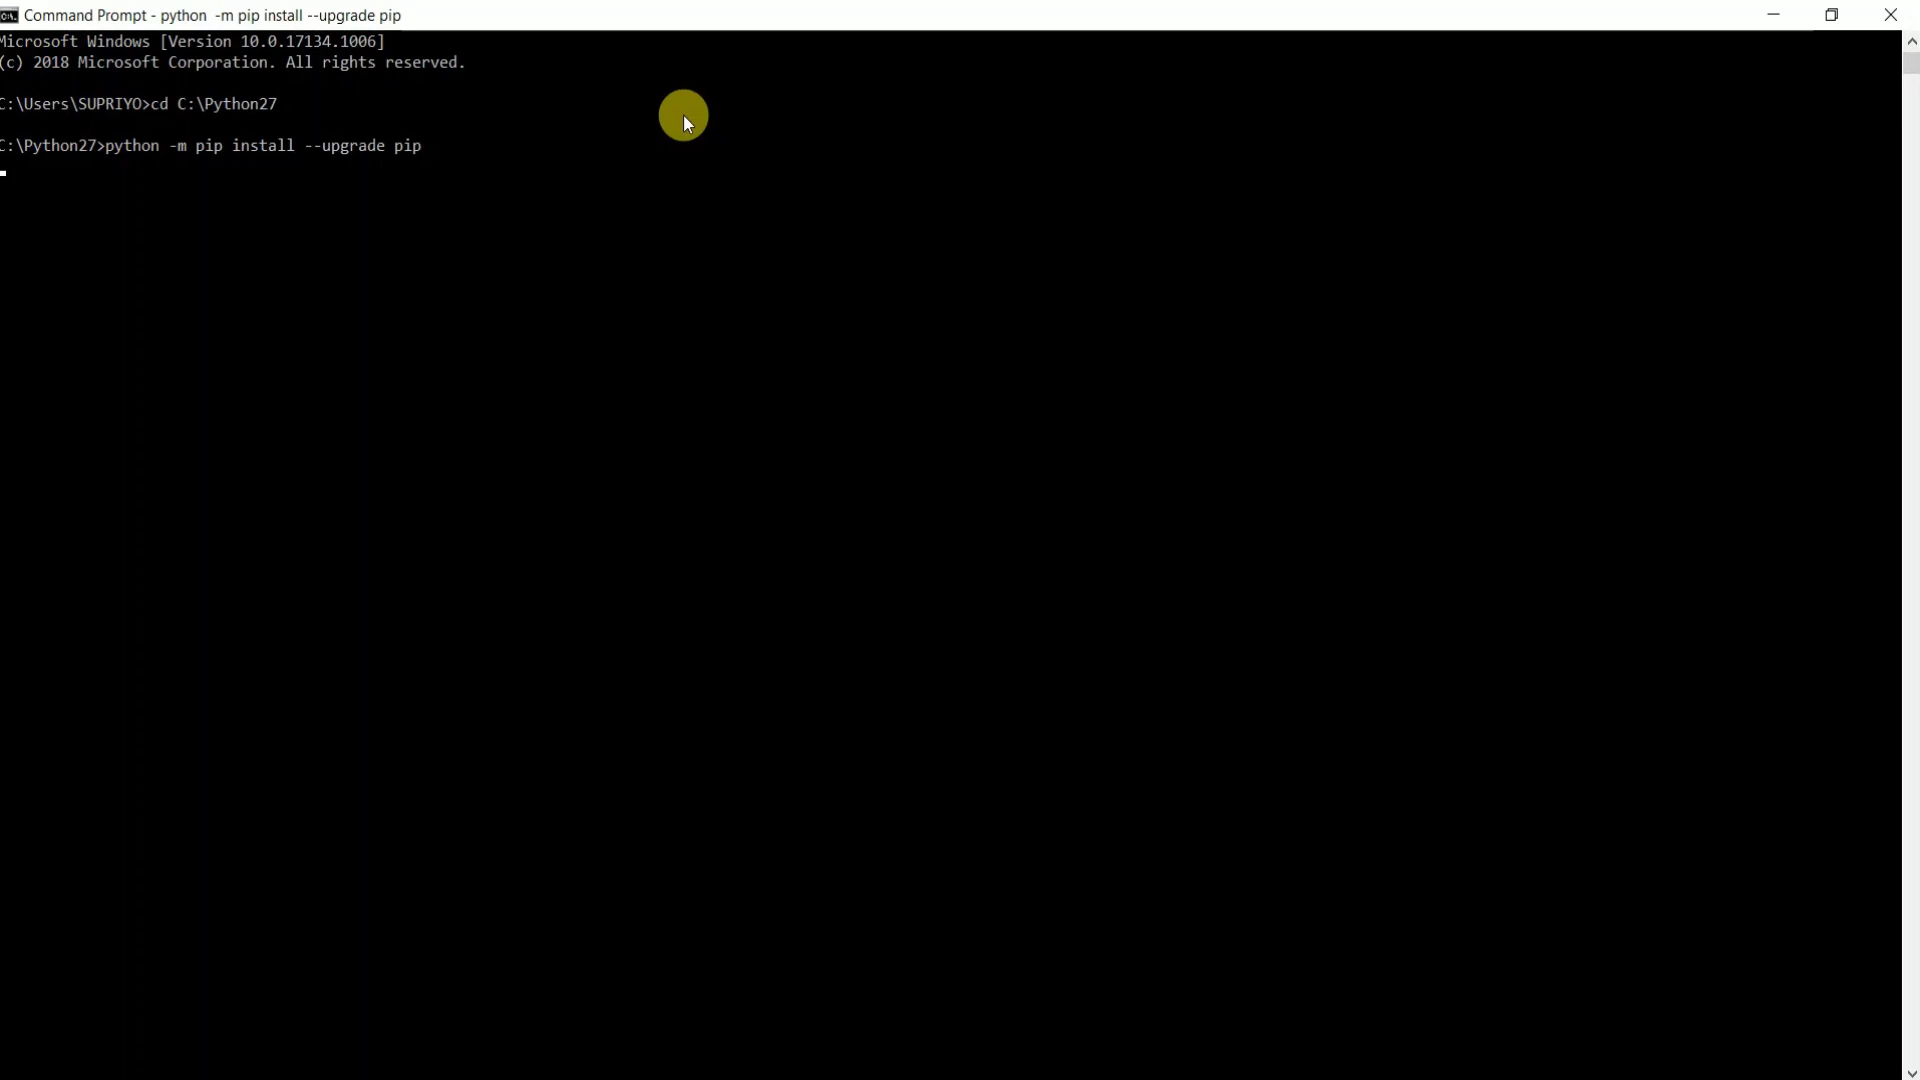 Command Prompt - python  -m pip install --upgrade pip
Microsoft Windows [Version 10.0.17134.1006]
(c) 2018 Microsoft Corporation. All rights reserved.
C:\Users\SUPRIYO>cd C:\Python27
C:\Python27>python -m pip install --upgrade pip